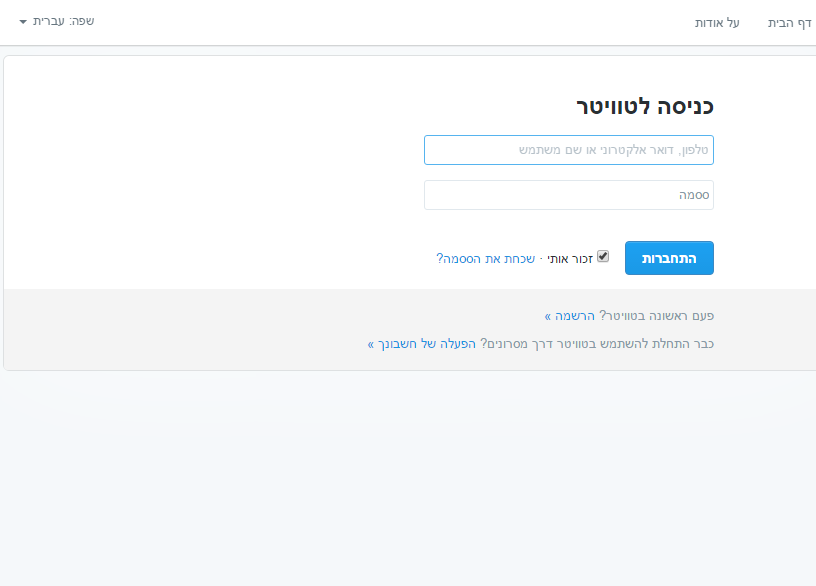 דף הבית על אודות שפה: עברית
כניסה לטוויטר
טלפון, דואר אלקטרוני או שם משתמש
ססמה
התחברות זכור אותי · שכחת את הססמה?
פעם ראשונה בטוויטר? הרשמה »
כבר התחלת להשתמש בטוויטר דרך מסרונים? הפעלה של חשבונך »